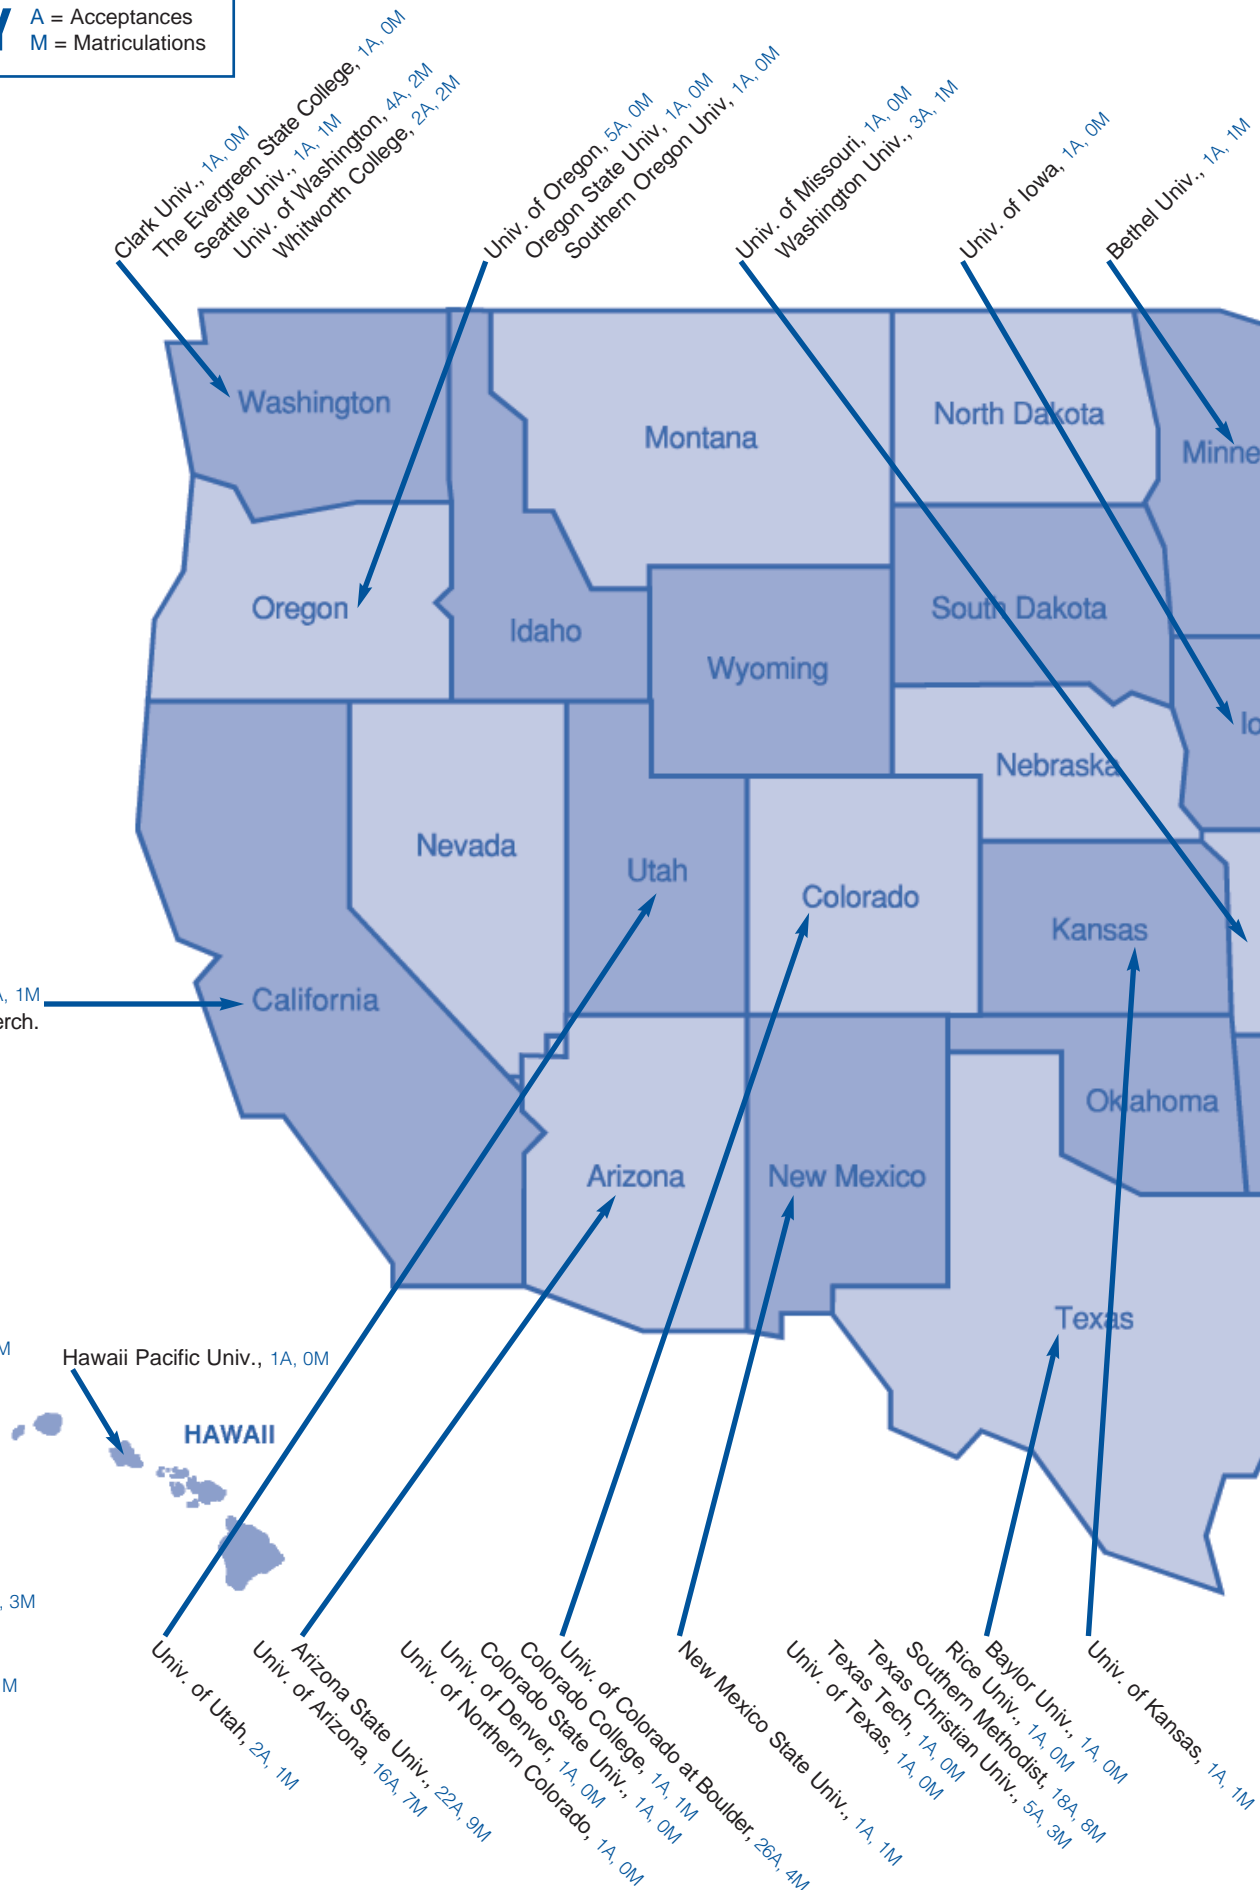 Y
A = Acceptances
M = Matriculations
Clark Univ., 1A, 0M
The Evergreen State College, 1A, 0M
Seattle Univ., 1A, 1M
Univ. of Washington, 4A, 2M
Whitworth College, 2A, 2M
Univ. of Oregon, 5A, 0M
Oregon State Univ, 1A, 0M
Southern Oregon Univ, 1A, 0M
Univ. of Missouri, 1A, 0M
Washington Univ., 3A, 1M
Univ. of Iowa, 1A, 0M
Bethel Univ., 1A, 1M
Washington
Montana
North Dakota
Minne
Oregon
Idaho
South Dakota
Wyoming
Io
Nebraska
Nevada
Utah
Colorado
Kansas
California
A, 1M
erch.
Oklahoma
Arizona
New Mexico
Texas
M
Hawaii Pacific Univ., 1A, 0M
HAWAII
, 3M
M
Univ. of Utah, 2A, 1M
Arizona State Univ., 22A, 9M
Univ. of Arizona, 16A, 7M
Univ. of Colorado at Boulder, 26A, 4M
Colorado College, 1A, 1M
Colorado State Univ., 1A, 0M
Univ. of Denver, 1A, 0M
Univ. of Northern Colorado, 1A, 0M
New Mexico State Univ., 1A, 1M
Baylor Univ., 1A, 0M
Rice Univ., 1A, 0M
Southern Methodist, 18A, 8M
Texas Christian Univ., 5A, 3M
Texas Tech, 1A, 0M
Univ. of Texas, 1A, 0M
Univ. of Kansas, 1A, 1M